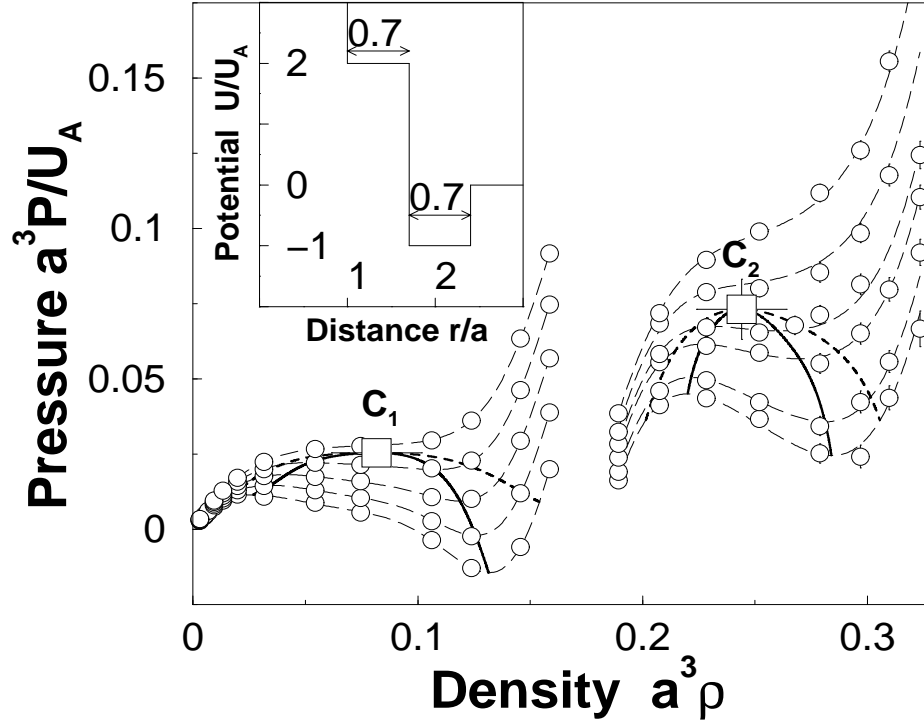 0.15
0.1
0.05
0
Pressure a³P/U_A
0
0.1
0.2
0.3
Density a³ρ
C₁
C₂
Potential U/U_A
2
0
−1
0.7
0.7
1
2
Distance r/a